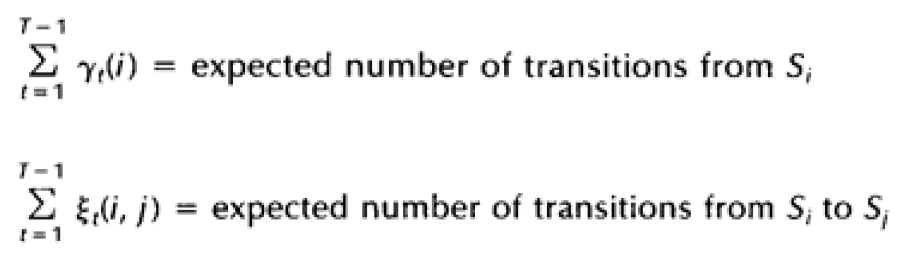 T − 1
Σ γₜ(i) = expected number of transitions from Sᵢ
t = 1
T − 1
Σ ξₜ(i, j) = expected number of transitions from Sᵢ to Sⱼ
t = 1